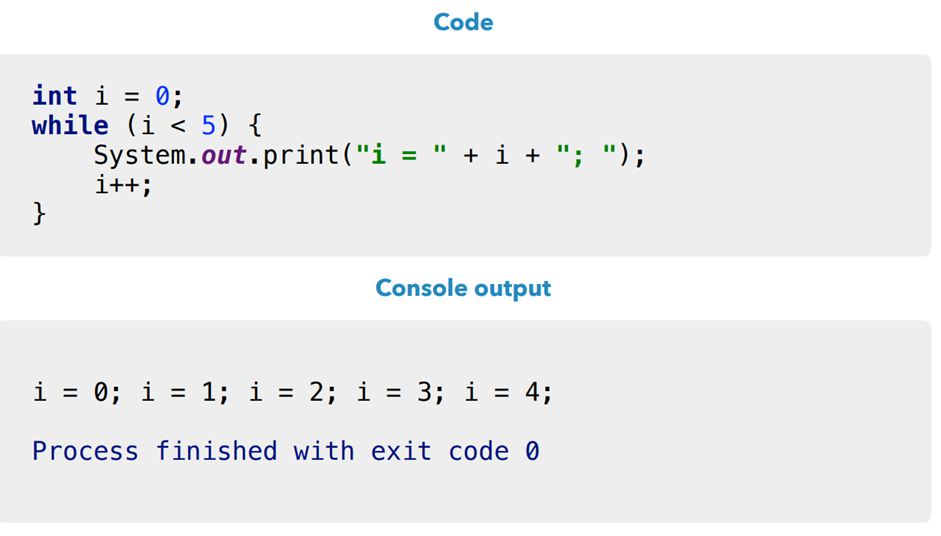 Code
int i = 0;
while (i < 5) {
    System.out.print("i = " + i + "; ");
    i++;
}
Console output
i = 0; i = 1; i = 2; i = 3; i = 4;
Process finished with exit code 0